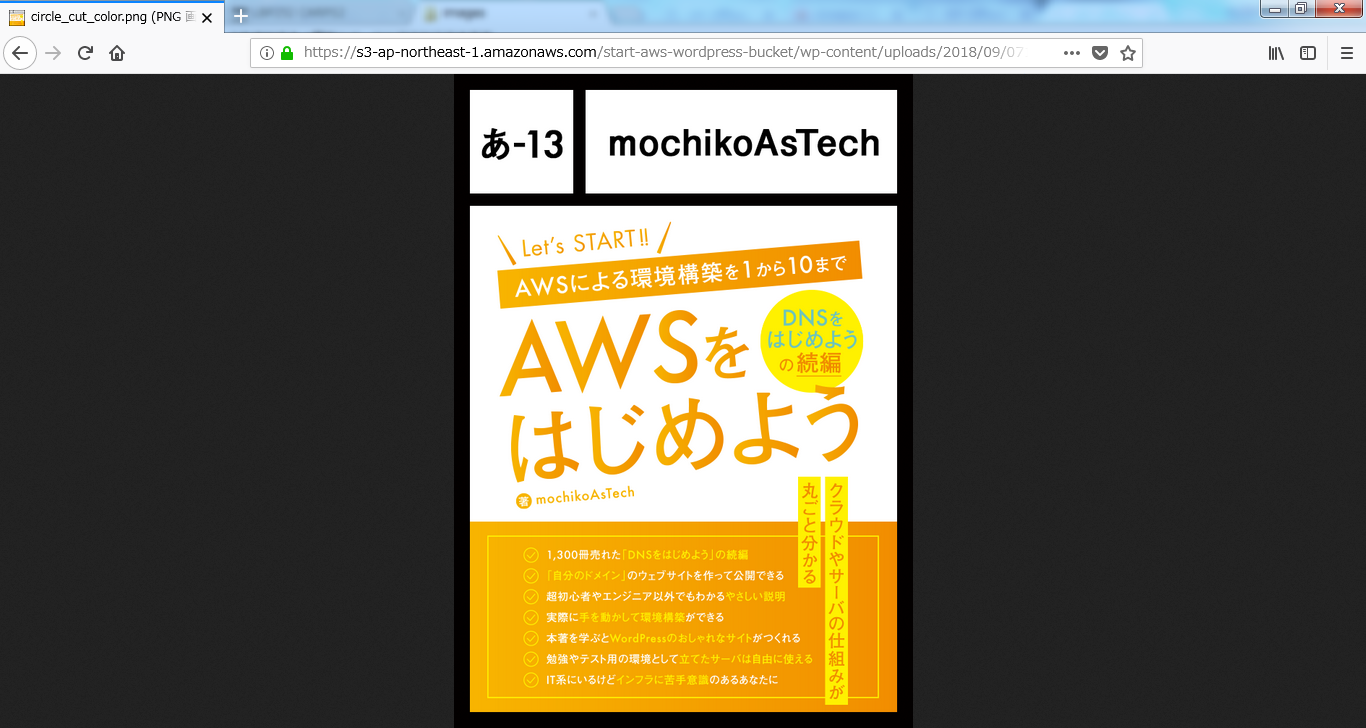 circle_cut_color.png (PNG 画
images
https://s3-ap-northeast-1.amazonaws.com/start-aws-wordpress-bucket/wp-content/uploads/2018/09/07
あ-13
mochikoAsTech
Let's START!!
AWSによる環境構築を1から10まで
AWSを
はじめよう
DNSを
はじめよう
の続編
著 mochikoAsTech
クラウドやサーバの仕組みが
丸ごと分かる
1,300冊売れた「DNSをはじめよう」の続編
「自分のドメイン」のウェブサイトを作って公開できる
超初心者やエンジニア以外でもわかるやさしい説明
実際に手を動かして環境構築ができる
本著を学ぶとWordPressのおしゃれなサイトがつくれる
勉強やテスト用の環境として立てたサーバは自由に使える
IT系にいるけどインフラに苦手意識のあるあなたに